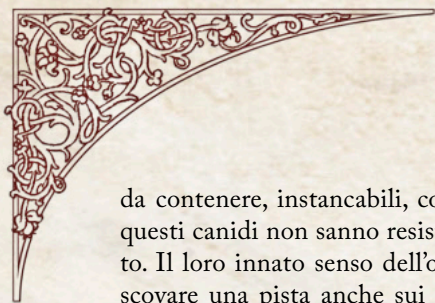 da contenere, instancabili, co
questi canidi non sanno resis
to. Il loro innato senso dell’o
scovare una pista anche sui